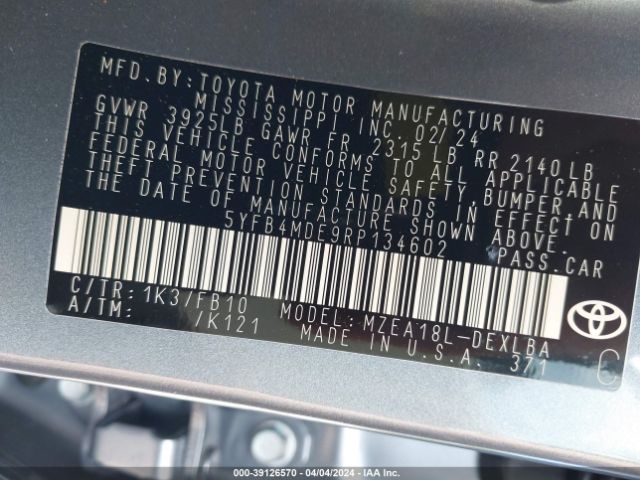 MFD. BY: TOYOTA MOTOR MANUFACTURING
MISSISSIPPI INC. 02/24
GVWR 3925LB GAWR FR 2315 LB RR 2140 LB
THIS VEHICLE CONFORMS TO ALL APPLICABLE
FEDERAL MOTOR VEHICLE SAFETY, BUMPER, AND
THEFT PREVENTION STANDARDS IN EFFECT ON
THE DATE OF MANUFACTURE SHOWN ABOVE.
5YFB4MDE9RP134602 PASS. CAR
C/TR: 1K3/FB10 MODEL: MZEA18L-DEXLBA
A/TM: /K121 MADE IN U.S.A. 371
C
000-39126570 - 04/04/2024 - IAA Inc.